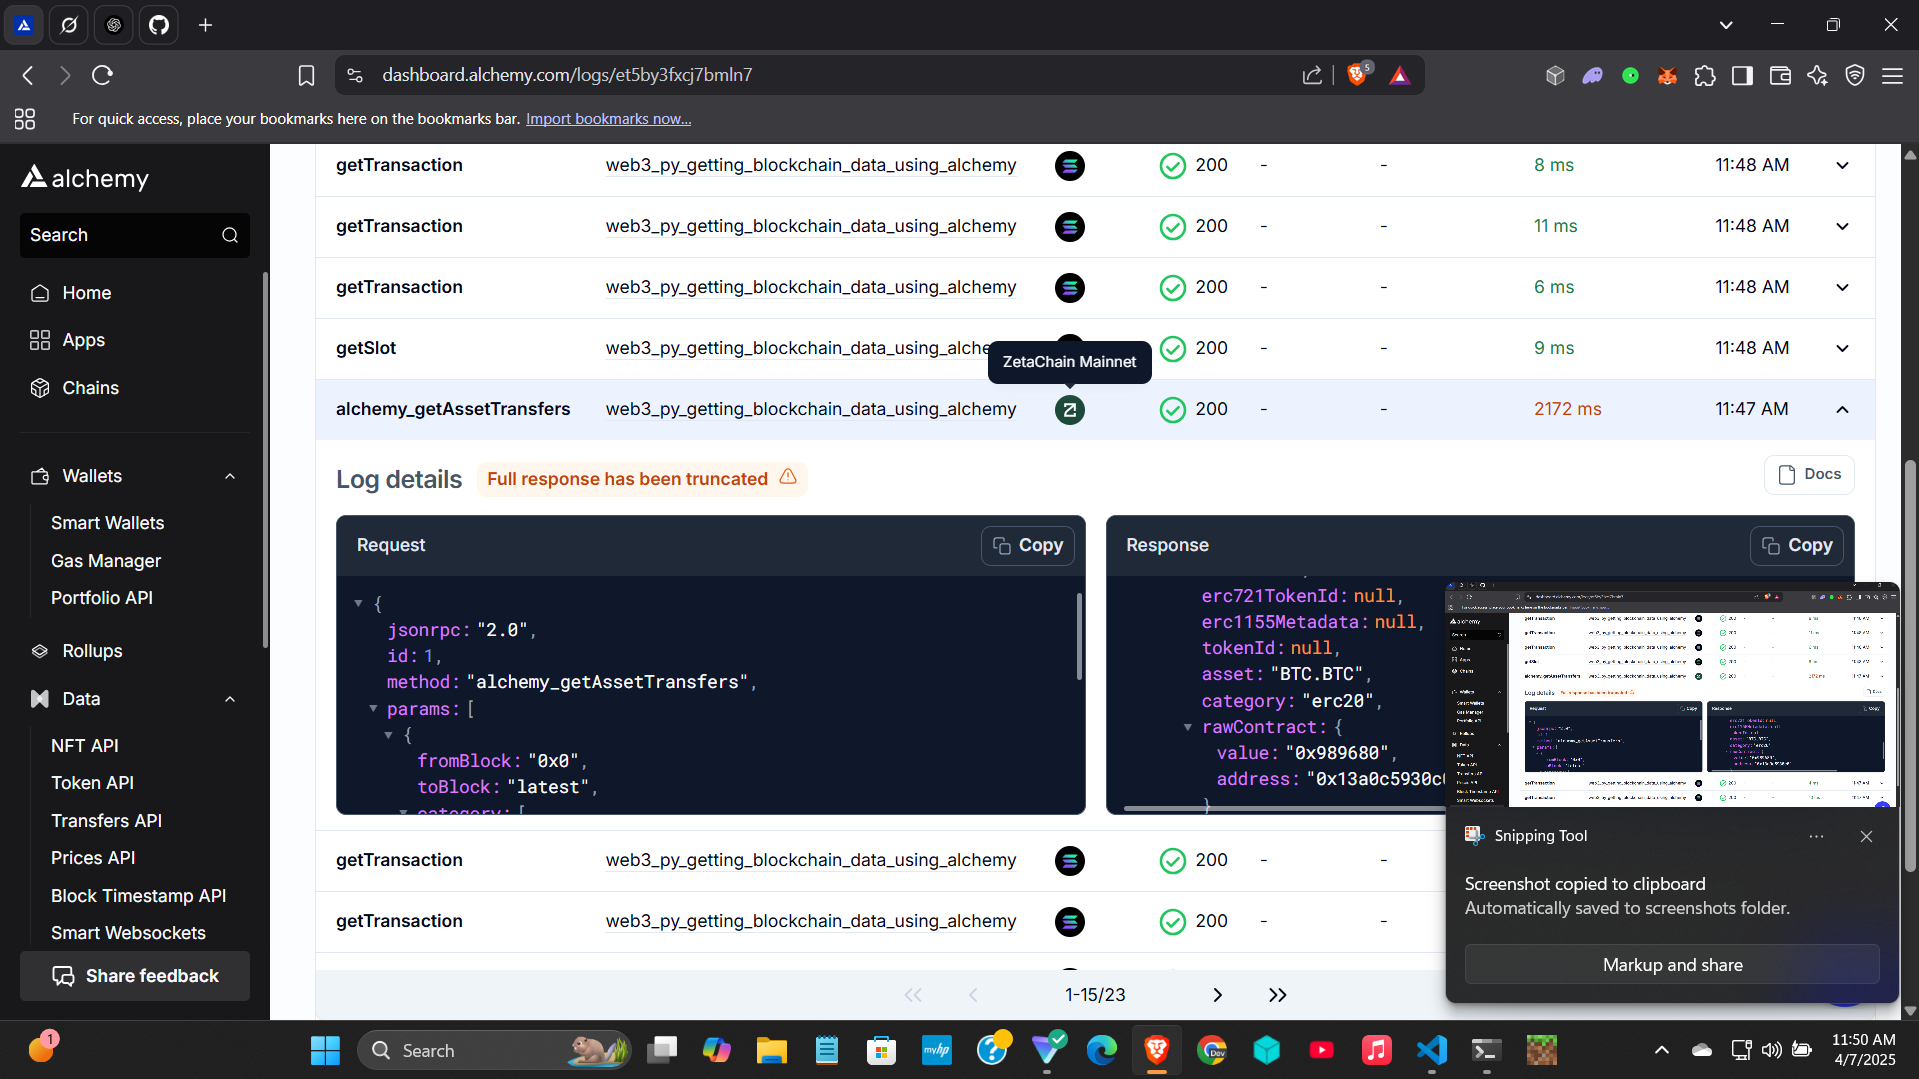 dashboard.alchemy.com/logs/et5by3fxcj7bmln7
5
For quick access, place your bookmarks here on the bookmarks bar. Import bookmarks now...
alchemy
Search
Home
Apps
Chains
Wallets
Smart Wallets
Gas Manager
Portfolio API
Rollups
Data
NFT API
Token API
Transfers API
Prices API
Block Timestamp API
Smart Websockets
Share feedback
getTransaction web3_py_getting_blockchain_data_using_alchemy 200 - - 8 ms 11:48 AM
getTransaction web3_py_getting_blockchain_data_using_alchemy 200 - - 11 ms 11:48 AM
getTransaction web3_py_getting_blockchain_data_using_alchemy 200 - - 6 ms 11:48 AM
getSlot web3_py_getting_blockchain_data_using_alche 200 - - 9 ms 11:48 AM
ZetaChain Mainnet
alchemy_getAssetTransfers web3_py_getting_blockchain_data_using_alchemy 200 - - 2172 ms 11:47 AM
Log details Full response has been truncated Docs
Request Copy
{
jsonrpc: "2.0",
id: 1,
method: "alchemy_getAssetTransfers",
params: [
{
fromBlock: "0x0",
toBlock: "latest",
category: [
Response Copy
erc721TokenId: null,
erc1155Metadata: null,
tokenId: null,
asset: "BTC.BTC",
category: "erc20",
rawContract: {
value: "0x989680",
address: "0x13a0c5930c
}
getTransaction web3_py_getting_blockchain_data_using_alchemy 200 - -
getTransaction web3_py_getting_blockchain_data_using_alchemy 200 - -
1-15/23
Snipping Tool
Screenshot copied to clipboard
Automatically saved to screenshots folder.
Markup and share
1
Search
myhp
Dev
11:50 AM
4/7/2025